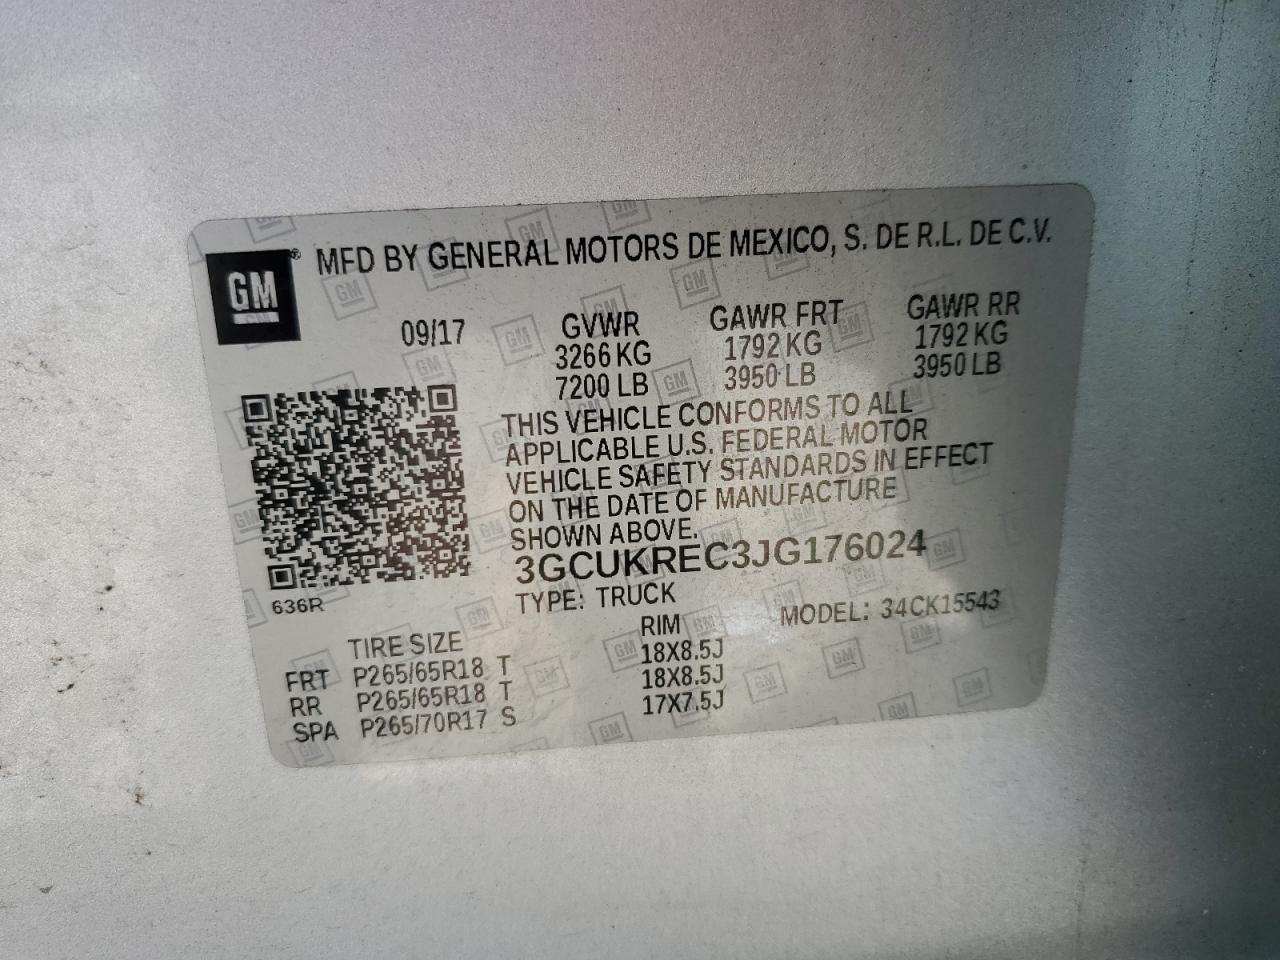 GM® MFD BY GENERAL MOTORS DE MEXICO, S. DE R.L. DE C.V.
09/17 GVWR GAWR FRT GAWR RR
3266 KG 1792 KG 1792 KG
7200 LB 3950 LB 3950 LB
THIS VEHICLE CONFORMS TO ALL
APPLICABLE U.S. FEDERAL MOTOR
VEHICLE SAFETY STANDARDS IN EFFECT
ON THE DATE OF MANUFACTURE
SHOWN ABOVE.
3GCUKREC3JG176024
636R
TYPE: TRUCK MODEL: 34CK15543
TIRE SIZE RIM
FRT P265/65R18 T 18X8.5J
RR P265/65R18 T 18X8.5J
SPA P265/70R17 S 17X7.5J